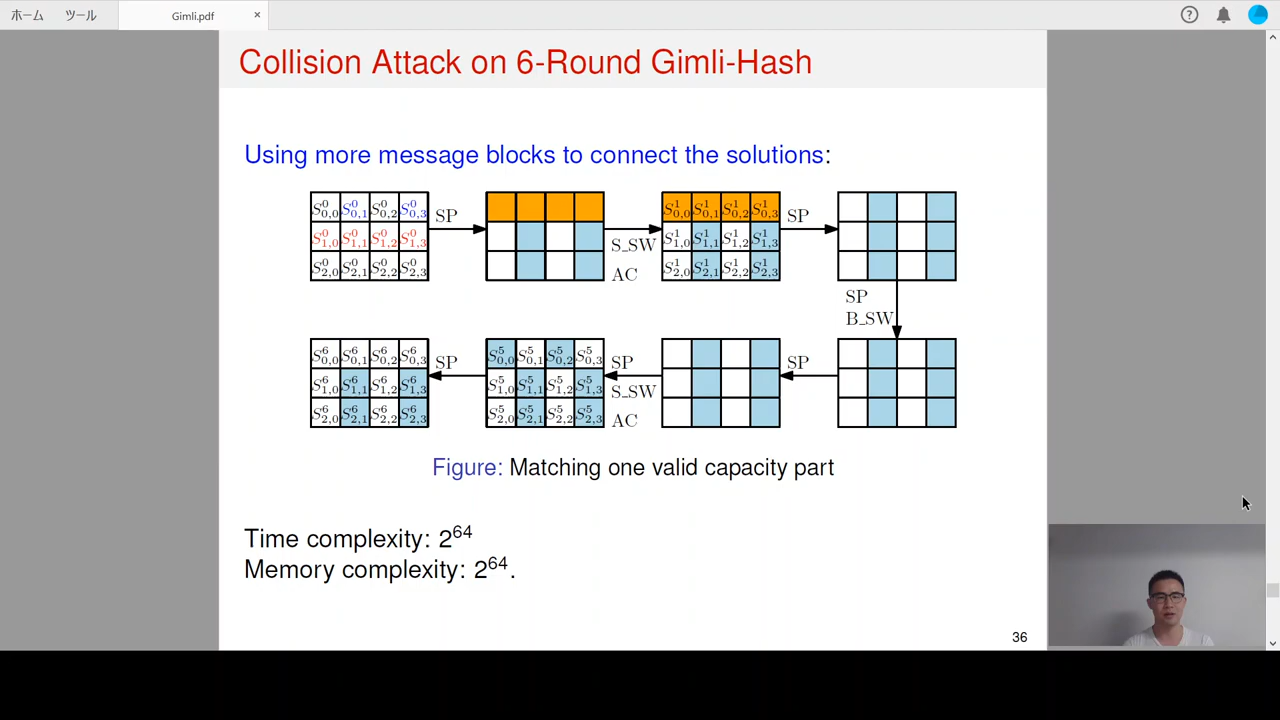 ホーム ツール Gimli.pdf ×
Collision Attack on 6-Round Gimli-Hash
Using more message blocks to connect the solutions:
S⁰₀,₀ S⁰₀,₁ S⁰₀,₂ S⁰₀,₃ SP S¹₀,₀ S¹₀,₁ S¹₀,₂ S¹₀,₃ SP
S⁰₁,₀ S⁰₁,₁ S⁰₁,₂ S⁰₁,₃ S_SW S¹₁,₀ S¹₁,₁ S¹₁,₂ S¹₁,₃
S⁰₂,₀ S⁰₂,₁ S⁰₂,₂ S⁰₂,₃ AC S¹₂,₀ S¹₂,₁ S¹₂,₂ S¹₂,₃
SP
B_SW
S⁶₀,₀ S⁶₀,₁ S⁶₀,₂ S⁶₀,₃ SP S⁵₀,₀ S⁵₀,₁ S⁵₀,₂ S⁵₀,₃ SP SP
S⁶₁,₀ S⁶₁,₁ S⁶₁,₂ S⁶₁,₃ S⁵₁,₀ S⁵₁,₁ S⁵₁,₂ S⁵₁,₃ S_SW
S⁶₂,₀ S⁶₂,₁ S⁶₂,₂ S⁶₂,₃ S⁵₂,₀ S⁵₂,₁ S⁵₂,₂ S⁵₂,₃ AC
Figure: Matching one valid capacity part
Time complexity: 2⁶⁴
Memory complexity: 2⁶⁴.
36